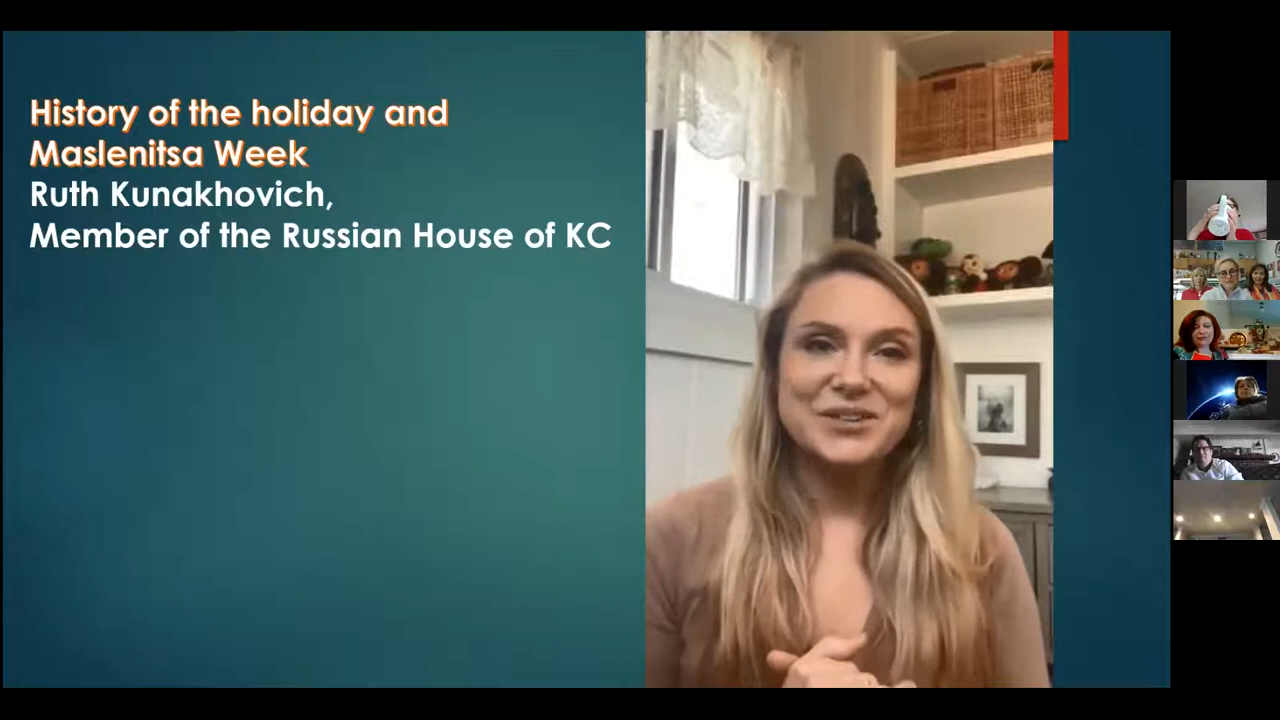 History of the holiday and
Maslenitsa Week
Ruth Kunakhovich,
Member of the Russian House of KC